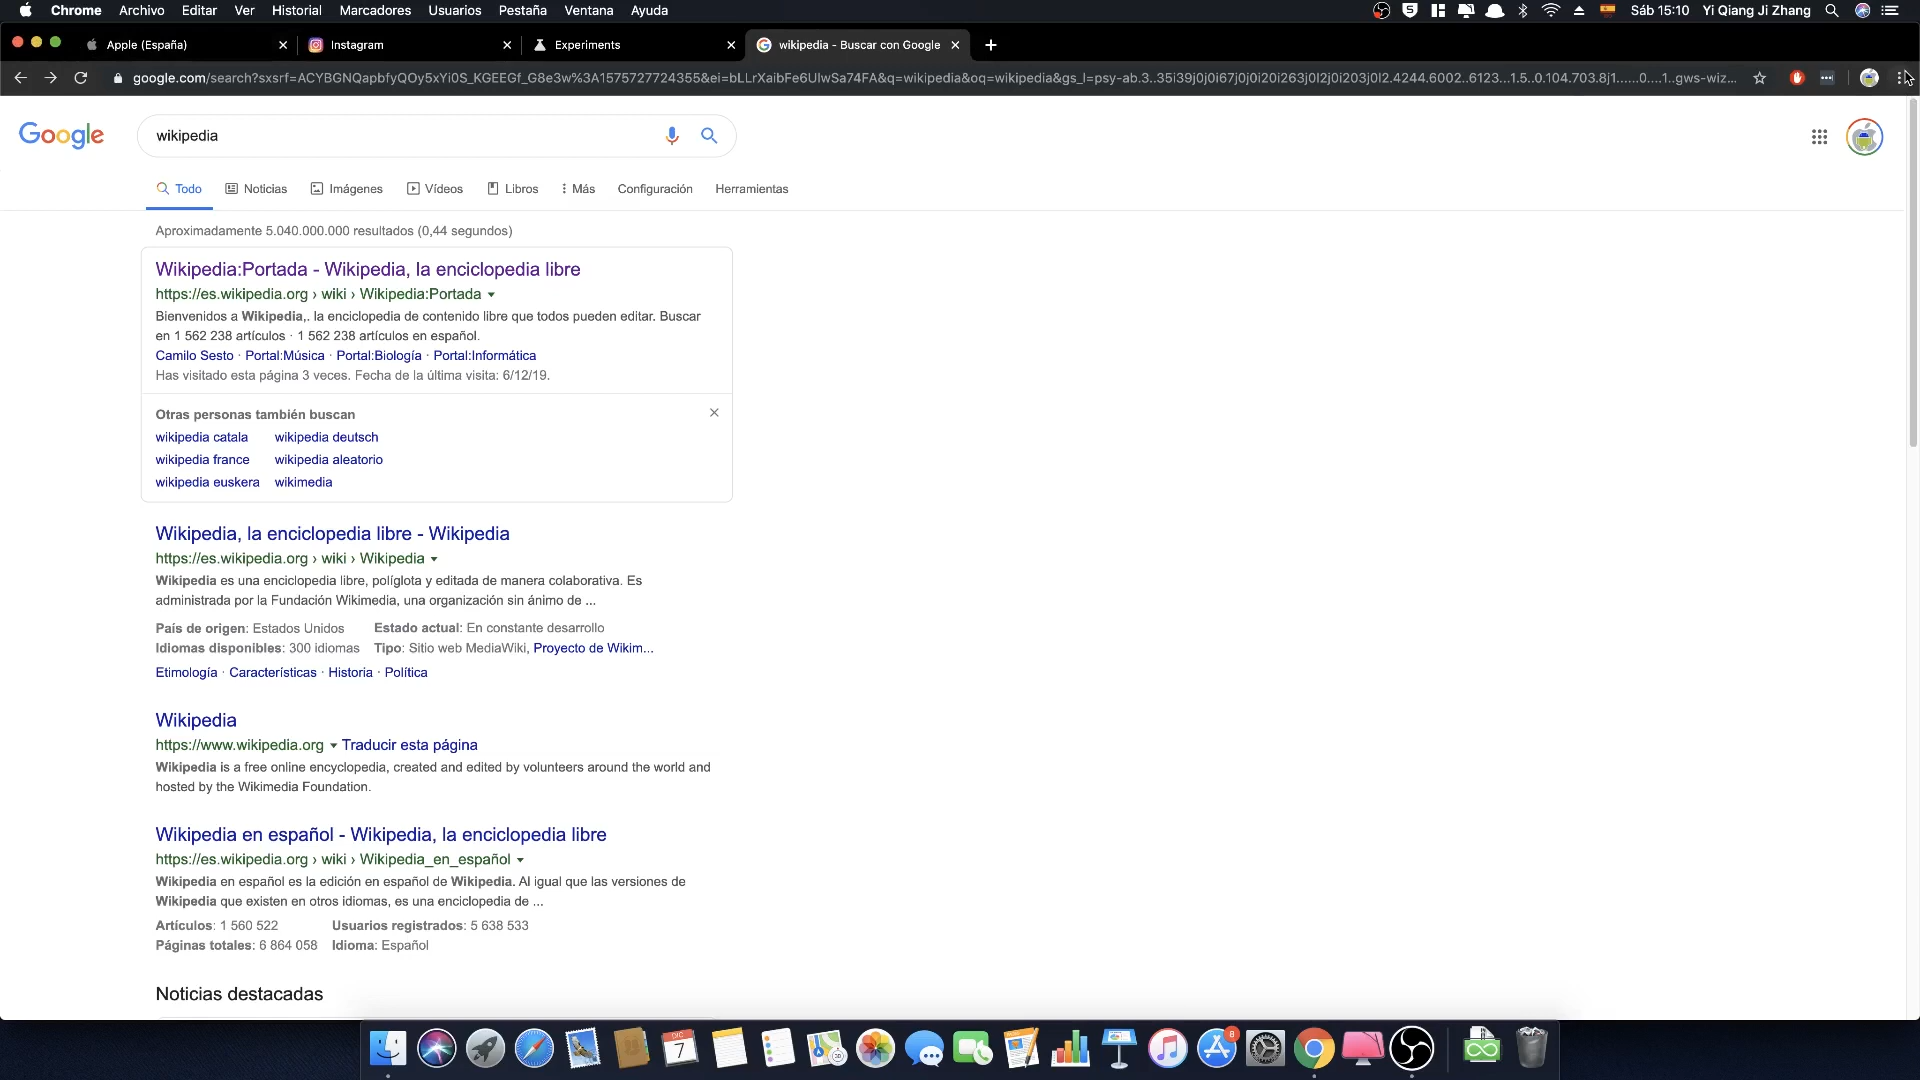 Chrome Archivo Editar Ver Historial Marcadores Usuarios Pestaña Ventana Ayuda
Sáb 15:10 Yi Qiang Ji Zhang
Apple (España)
Instagram
Experiments
wikipedia - Buscar con Google
google.com/search?sxsrf=ACYBGNQapbfyQOy5xYi0S_KGEEGf_G8e3w%3A1575727724355&ei=bLLrXaibFe6UlwSa74FA&q=wikipedia&oq=wikipedia&gs_l=psy-ab.3..35i39j0j0i67j0j0i20i263j0l2j0i203j0l2.4244.6002..6123...1.5..0.104.703.8j1......0....1..gws-wiz...
Google
wikipedia
Todo Noticias Imágenes Vídeos Libros Más Configuración Herramientas
Aproximadamente 5.040.000.000 resultados (0,44 segundos)
Wikipedia:Portada - Wikipedia, la enciclopedia libre
https://es.wikipedia.org › wiki › Wikipedia:Portada
Bienvenidos a Wikipedia,. la enciclopedia de contenido libre que todos pueden editar. Buscar
en 1 562 238 artículos · 1 562 238 artículos en español.
Camilo Sesto · Portal:Música · Portal:Biología · Portal:Informática
Has visitado esta página 3 veces. Fecha de la última visita: 6/12/19.
Otras personas también buscan
wikipedia catala wikipedia deutsch
wikipedia france wikipedia aleatorio
wikipedia euskera wikimedia
Wikipedia, la enciclopedia libre - Wikipedia
https://es.wikipedia.org › wiki › Wikipedia
Wikipedia es una enciclopedia libre, políglota y editada de manera colaborativa. Es
administrada por la Fundación Wikimedia, una organización sin ánimo de ...
País de origen: Estados Unidos Estado actual: En constante desarrollo
Idiomas disponibles: 300 idiomas Tipo: Sitio web MediaWiki, Proyecto de Wikim...
Etimología · Características · Historia · Política
Wikipedia
https://www.wikipedia.org Traducir esta página
Wikipedia is a free online encyclopedia, created and edited by volunteers around the world and
hosted by the Wikimedia Foundation.
Wikipedia en español - Wikipedia, la enciclopedia libre
https://es.wikipedia.org › wiki › Wikipedia_en_español
Wikipedia en español es la edición en español de Wikipedia. Al igual que las versiones de
Wikipedia que existen en otros idiomas, es una enciclopedia de ...
Artículos: 1 560 522 Usuarios registrados: 5 638 533
Páginas totales: 6 864 058 Idioma: Español
Noticias destacadas
DIC
7
8